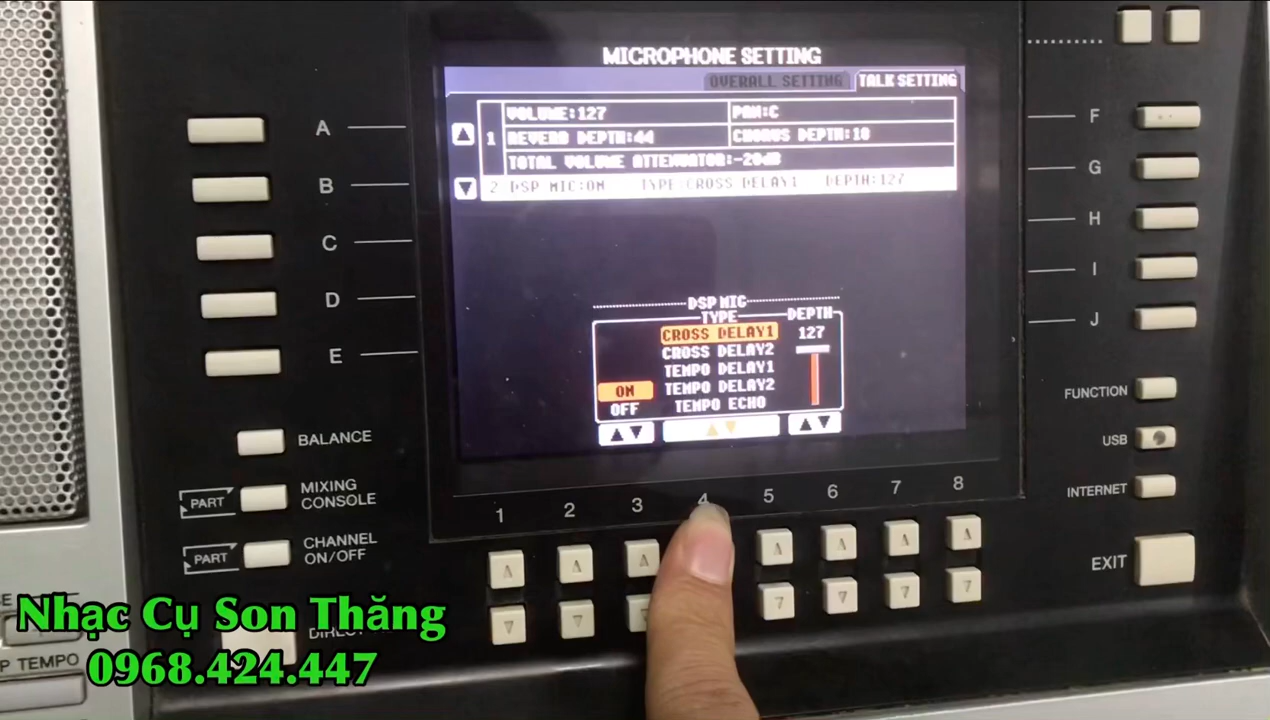 MICROPHONE SETTING
OVERALL SETTING TALK SETTING
VOLUME:127 PAN:C
1 REVERB DEPTH:44 CHORUS DEPTH:18
TOTAL VOLUME ATTENUATOR:-20dB
2 DSP MIC:ON TYPE:CROSS DELAY1 DEPTH:127
DSP MIC
TYPE DEPTH
CROSS DELAY1 127
CROSS DELAY2
TEMPO DELAY1
ON TEMPO DELAY2
OFF TEMPO ECHO
A
B
C
D
E
F
G
H
I
J
BALANCE
PART MIXING CONSOLE
PART CHANNEL ON/OFF
FUNCTION
USB
INTERNET
EXIT
1 2 3 4 5 6 7 8
TEMPO
Nhạc Cụ Son Thăng
0968.424.447